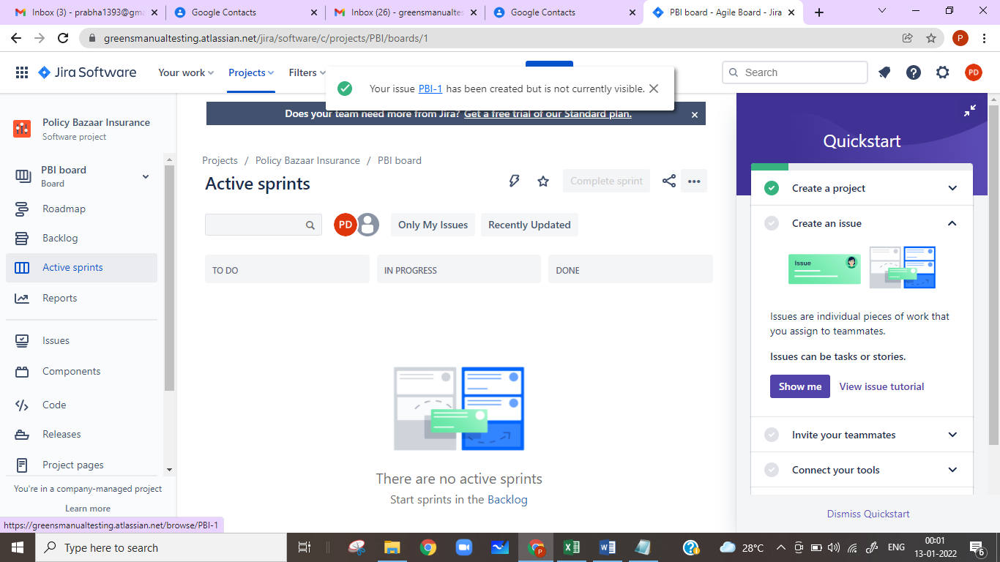 Inbox (3) - prabha1393@gma
Google Contacts
Inbox (26) - greensmanualtes
Google Contacts
PBI board - Agile Board - Jira
greensmanualtesting.atlassian.net/jira/software/c/projects/PBI/boards/1
P
Jira Software
Your work
Projects
Filters
Search
PD
Your issue PBI-1 has been created but is not currently visible.
Does your team need more from Jira? Get a free trial of our Standard plan.
Policy Bazaar Insurance
Software project
PBI board
Board
Roadmap
Backlog
Active sprints
Reports
Issues
Components
Code
Releases
Project pages
You're in a company-managed project
Learn more
https://greensmanualtesting.atlassian.net/browse/PBI-1
Projects / Policy Bazaar Insurance / PBI board
Active sprints
Complete sprint
PD
Only My Issues
Recently Updated
TO DO
IN PROGRESS
DONE
There are no active sprints
Start sprints in the Backlog
Quickstart
Create a project
Create an issue
Issue
Issues are individual pieces of work that
you assign to teammates.
Issues can be tasks or stories.
Show me
View issue tutorial
Invite your teammates
Connect your tools
Dismiss Quickstart
Type here to search
P
28°C
ENG
00:01
13-01-2022
6